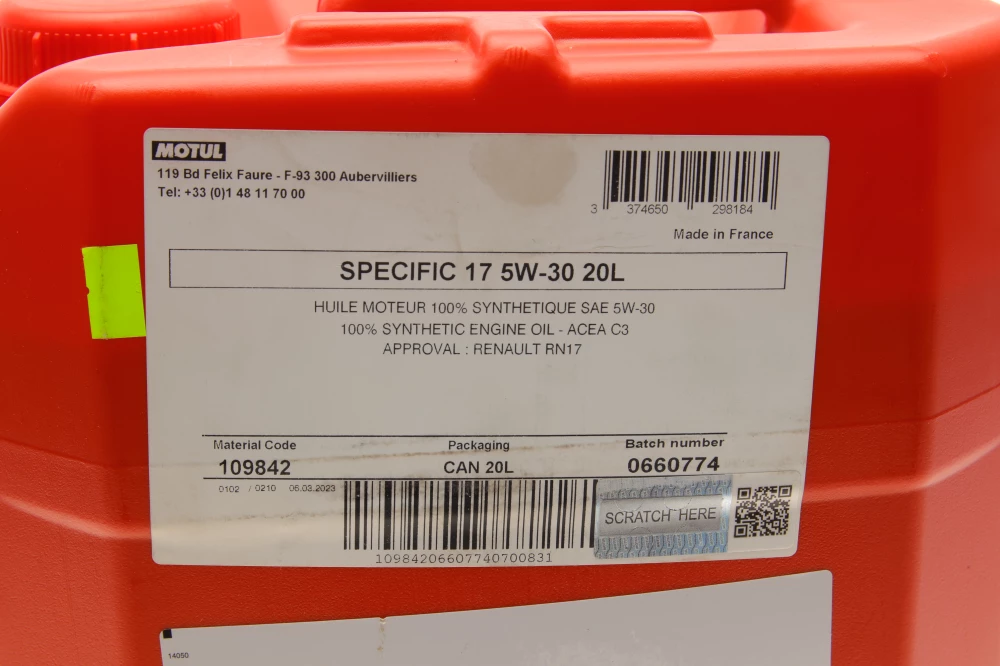 MOTUL
119 Bd Felix Faure - F-93 300 Aubervilliers
Tel: +33 (0)1 48 11 70 00
3 374650 298184
Made in France
SPECIFIC 17 5W-30 20L
HUILE MOTEUR 100% SYNTHETIQUE SAE 5W-30
100% SYNTHETIC ENGINE OIL - ACEA C3
APPROVAL : RENAULT RN17
Material Code Packaging Batch number
109842 CAN 20L 0660774
0102 / 0210 06.03.2023
SCRATCH HERE
10984206607740700831
14050